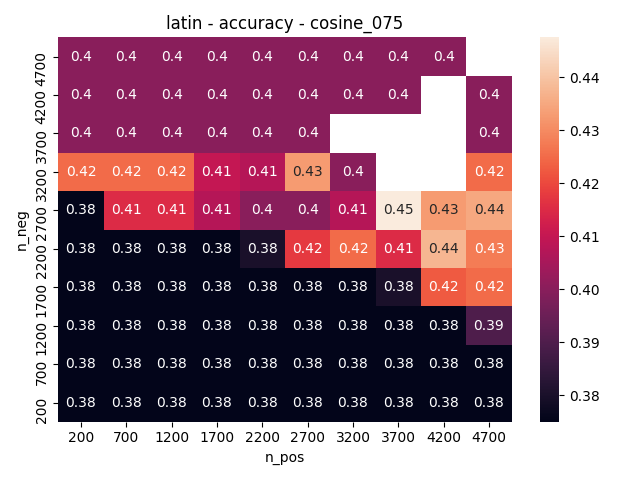 latin - accuracy - cosine_075
4700 0.4 0.4 0.4 0.4 0.4 0.4 0.4 0.4 0.4
4200 0.4 0.4 0.4 0.4 0.4 0.4 0.4 0.4 0.4
3700 0.4 0.4 0.4 0.4 0.4 0.4 0.4
3200 0.42 0.42 0.42 0.41 0.41 0.43 0.4 0.42
2700 0.38 0.41 0.41 0.41 0.4 0.4 0.41 0.45 0.43 0.44
2200 0.38 0.38 0.38 0.38 0.38 0.42 0.42 0.41 0.44 0.43
1700 0.38 0.38 0.38 0.38 0.38 0.38 0.38 0.38 0.42 0.42
1200 0.38 0.38 0.38 0.38 0.38 0.38 0.38 0.38 0.38 0.39
700 0.38 0.38 0.38 0.38 0.38 0.38 0.38 0.38 0.38 0.38
200 0.38 0.38 0.38 0.38 0.38 0.38 0.38 0.38 0.38 0.38
n_neg
200 700 1200 1700 2200 2700 3200 3700 4200 4700
n_pos
0.44
0.43
0.42
0.41
0.40
0.39
0.38